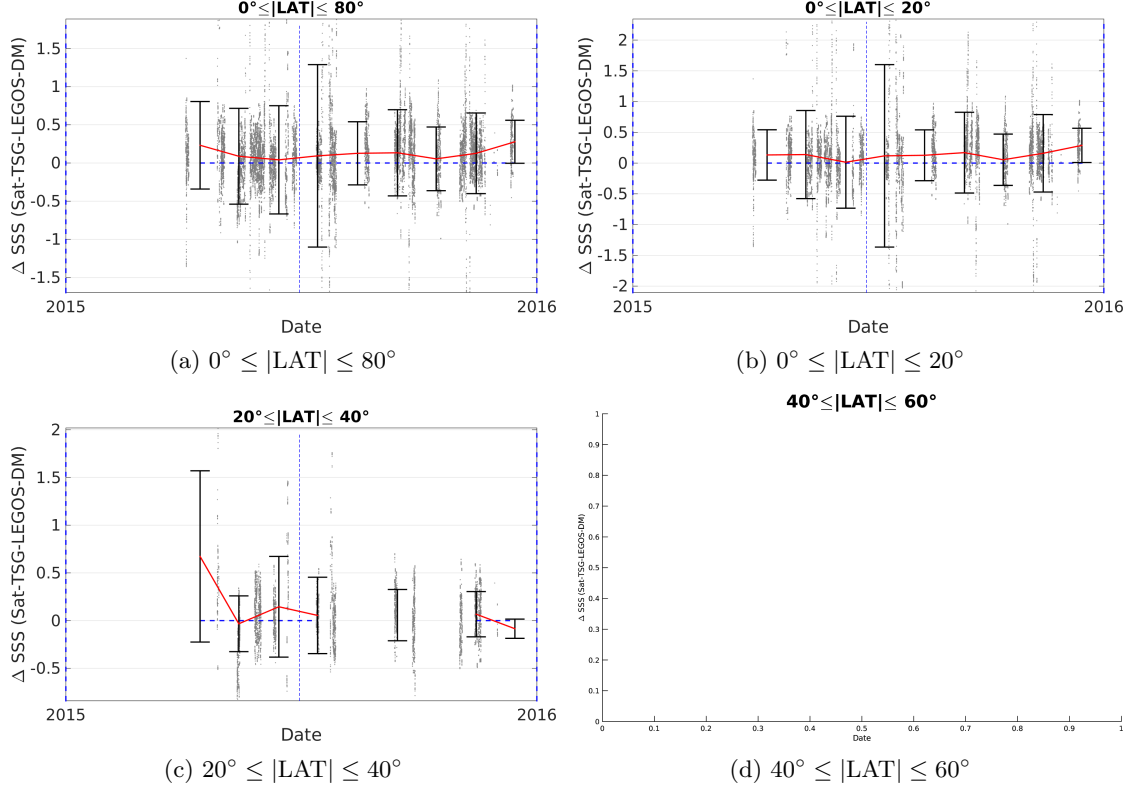 0°≤|LAT|≤ 80°
Δ SSS (Sat-TSG-LEGOS-DM)
1.5
1
0.5
0
-0.5
-1
-1.5
2015
2016
Date
(a) 0° ≤ |LAT| ≤ 80°
0°≤|LAT|≤ 20°
Δ SSS (Sat-TSG-LEGOS-DM)
2
1.5
1
0.5
0
-0.5
-1
-1.5
-2
2015
2016
Date
(b) 0° ≤ |LAT| ≤ 20°
20°≤|LAT|≤ 40°
Δ SSS (Sat-TSG-LEGOS-DM)
2
1.5
1
0.5
0
-0.5
2015
2016
Date
(c) 20° ≤ |LAT| ≤ 40°
40°≤|LAT|≤ 60°
Δ SSS (Sat-TSG-LEGOS-DM)
1
0.9
0.8
0.7
0.6
0.5
0.4
0.3
0.2
0.1
0
0 0.1 0.2 0.3 0.4 0.5 0.6 0.7 0.8 0.9 1
Date
(d) 40° ≤ |LAT| ≤ 60°